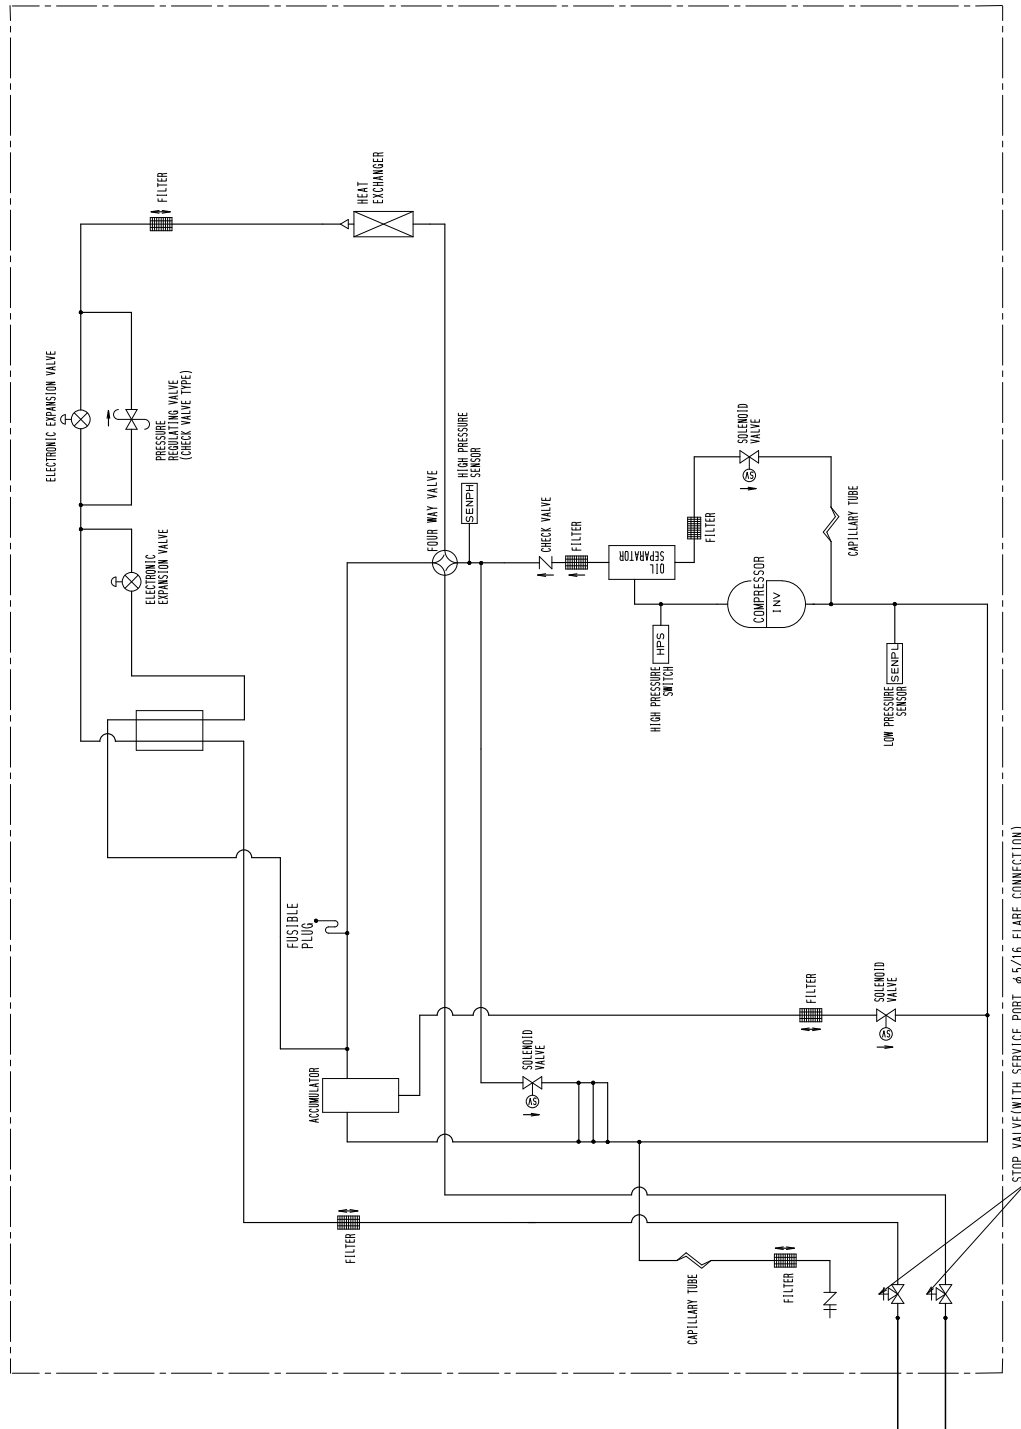 FILTER
HEAT
EXCHANGER
ELECTRONIC EXPANSION VALVE
PRESSURE
REGULATING VALVE
(CHECK VALVE TYPE)
ELECTRONIC
EXPANSION VALVE
FOUR WAY VALVE
HIGH PRESSURE
SENSOR
SENPH
CHECK VALVE
FILTER
OIL
SEPARATOR
FILTER
SOLENOID
VALVE
SV
CAPILLARY TUBE
COMPRESSOR
INV
HPS
HIGH PRESSURE
SWITCH
SENPL
LOW PRESSURE
SENSOR
FUSIBLE
PLUG
ACCUMULATOR
SOLENOID
VALVE
SV
FILTER
SOLENOID
VALVE
SV
FILTER
CAPILLARY TUBE
FILTER
STOP VALVE(WITH SERVICE PORT φ5/16 FLARE CONNECTION)